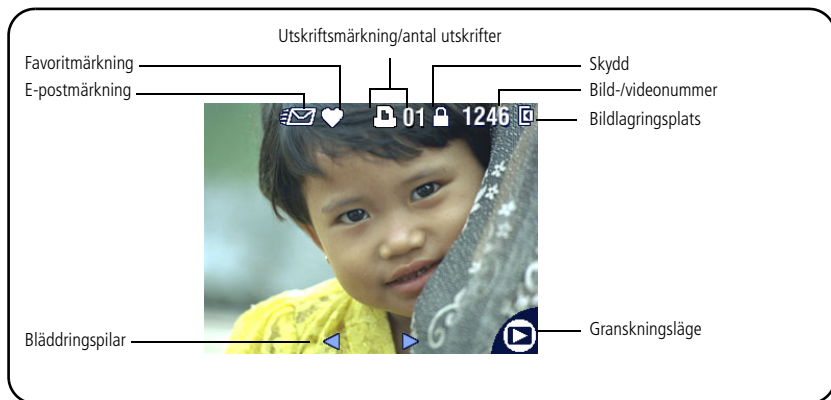 Utskriftsmärkning/antal utskrifter
Favoritmärkning
Skydd
E-postmärkning
Bild-/videonummer
01 1246
Bildlagringsplats
Bläddringspilar
Granskningsläge